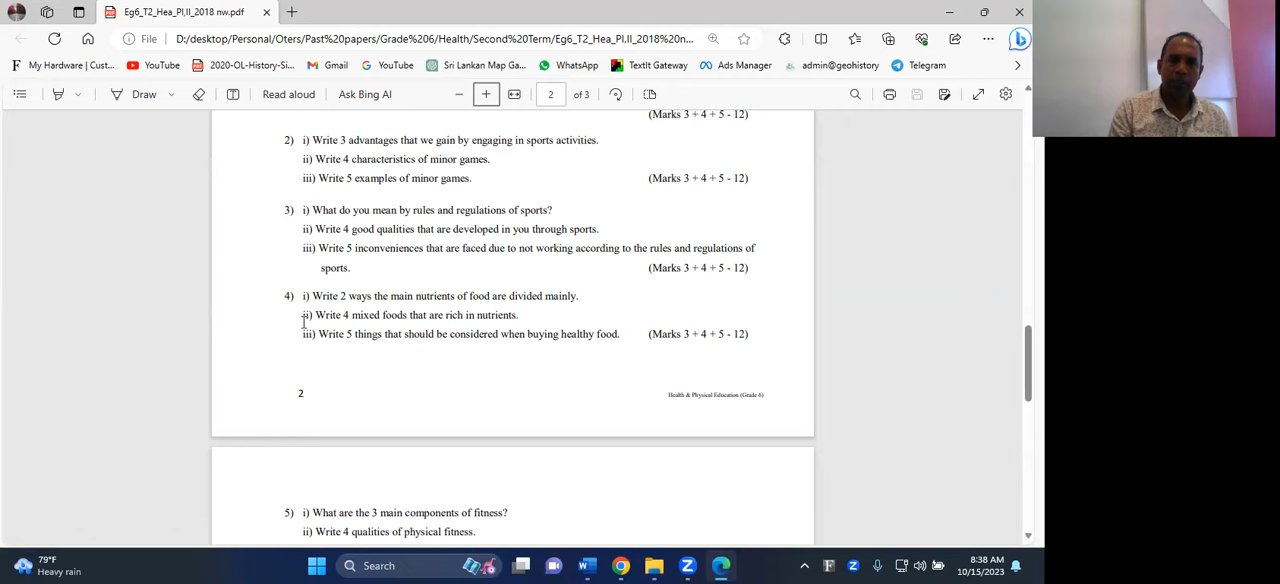 Eg6_T2_Hea_PI,II_2018 nw.pdf
File
D:/desktop/Personal/Oters/Past%20papers/Grade%206/Health/Second%20Term/Eg6_T2_Hea_PI,II_2018%20n...
My Hardware | Cust...
YouTube
2020-OL-History-Si...
Gmail
YouTube
Sri Lankan Map Ga...
WhatsApp
TextIt Gateway
Ads Manager
admin@geohistory
Telegram
Draw
Read aloud
Ask Bing AI
2
of 3
(Marks 3 + 4 + 5 - 12)
2) i) Write 3 advantages that we gain by engaging in sports activities.
ii) Write 4 characteristics of minor games.
iii) Write 5 examples of minor games. (Marks 3 + 4 + 5 - 12)
3) i) What do you mean by rules and regulations of sports?
ii) Write 4 good qualities that are developed in you through sports.
iii) Write 5 inconveniences that are faced due to not working according to the rules and regulations of
sports. (Marks 3 + 4 + 5 - 12)
4) i) Write 2 ways the main nutrients of food are divided mainly.
ii) Write 4 mixed foods that are rich in nutrients.
iii) Write 5 things that should be considered when buying healthy food. (Marks 3 + 4 + 5 - 12)
2
Health & Physical Education (Grade 6)
5) i) What are the 3 main components of fitness?
ii) Write 4 qualities of physical fitness.
79°F
Heavy rain
Search
8:38 AM
10/15/2023